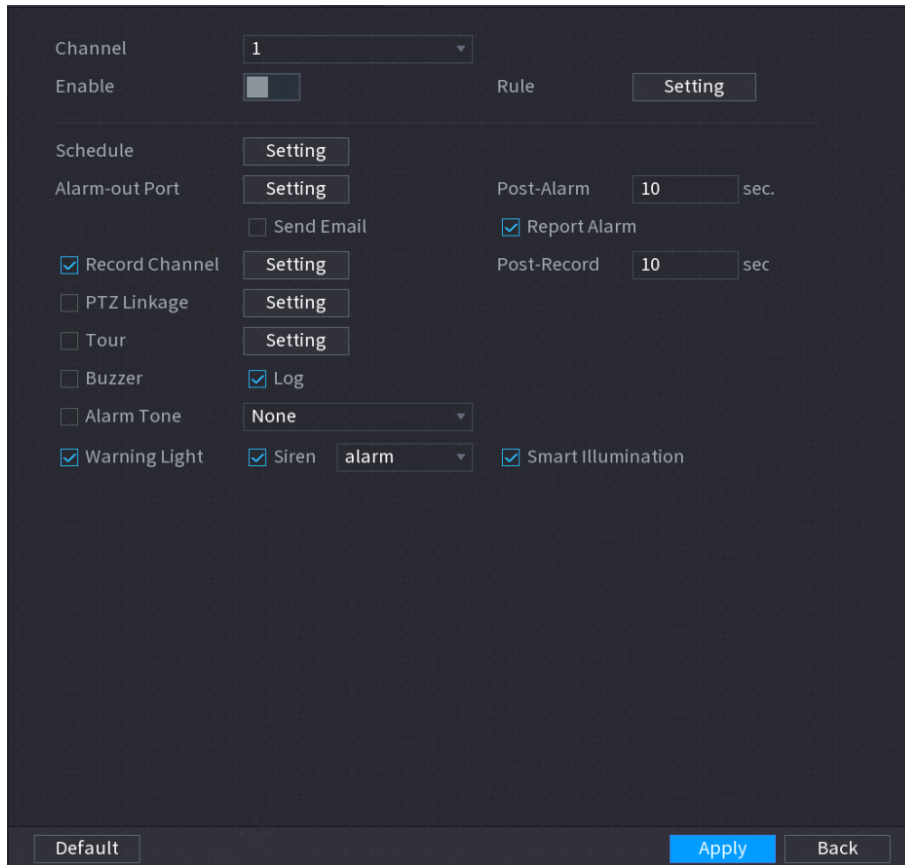 Channel 1
Enable Rule Setting
Schedule Setting
Alarm-out Port Setting Post-Alarm 10 sec.
Send Email Report Alarm
Record Channel Setting Post-Record 10 sec
PTZ Linkage Setting
Tour Setting
Buzzer Log
Alarm Tone None
Warning Light Siren alarm Smart Illumination
Default Apply Back